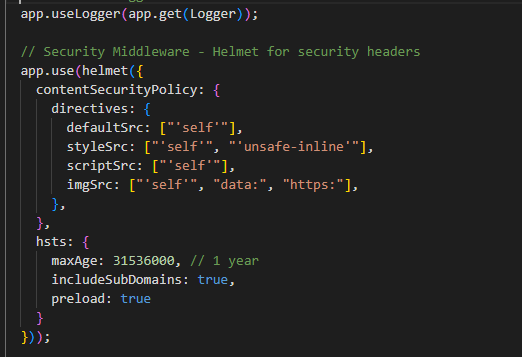 app.useLogger(app.get(Logger));
// Security Middleware - Helmet for security headers
app.use(helmet({
contentSecurityPolicy: {
directives: {
defaultSrc: ["'self'"],
styleSrc: ["'self'", "'unsafe-inline'"],
scriptSrc: ["'self'"],
imgSrc: ["'self'", "data:", "https:"],
},
},
hsts: {
maxAge: 31536000, // 1 year
includeSubDomains: true,
preload: true
}
}));